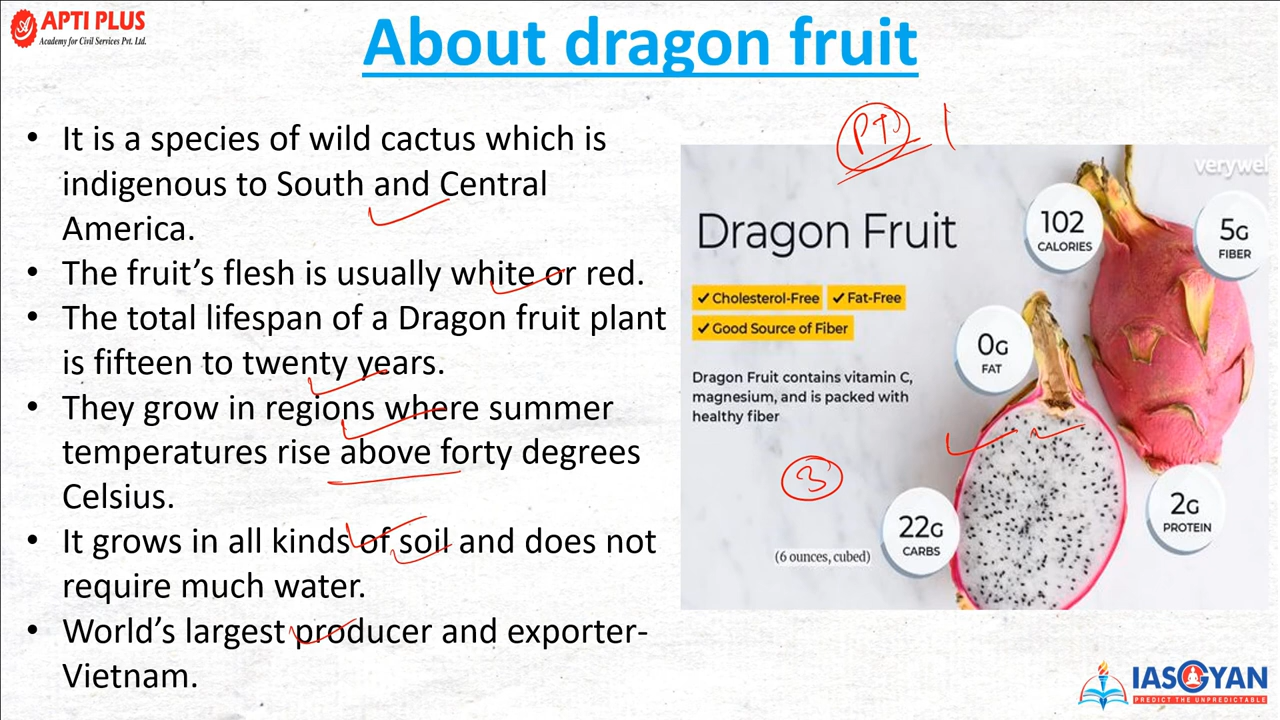 APTI PLUS
Academy for Civil Services Pvt. Ltd.
About dragon fruit
• It is a species of wild cactus which is
indigenous to South and Central
America.
• The fruit’s flesh is usually white or red.
• The total lifespan of a Dragon fruit plant
is fifteen to twenty years.
• They grow in regions where summer
temperatures rise above forty degrees
Celsius.
• It grows in all kinds of soil and does not
require much water.
• World’s largest producer and exporter-
Vietnam.
verywel
Dragon Fruit
✓ Cholesterol-Free ✓ Fat-Free
✓ Good Source of Fiber
Dragon Fruit contains vitamin C,
magnesium, and is packed with
healthy fiber
102
CALORIES
5G
FIBER
0G
FAT
3
22G
CARBS
2G
PROTEIN
(6 ounces, cubed)
IASGYAN
PREDICT THE UNPREDICTABLE